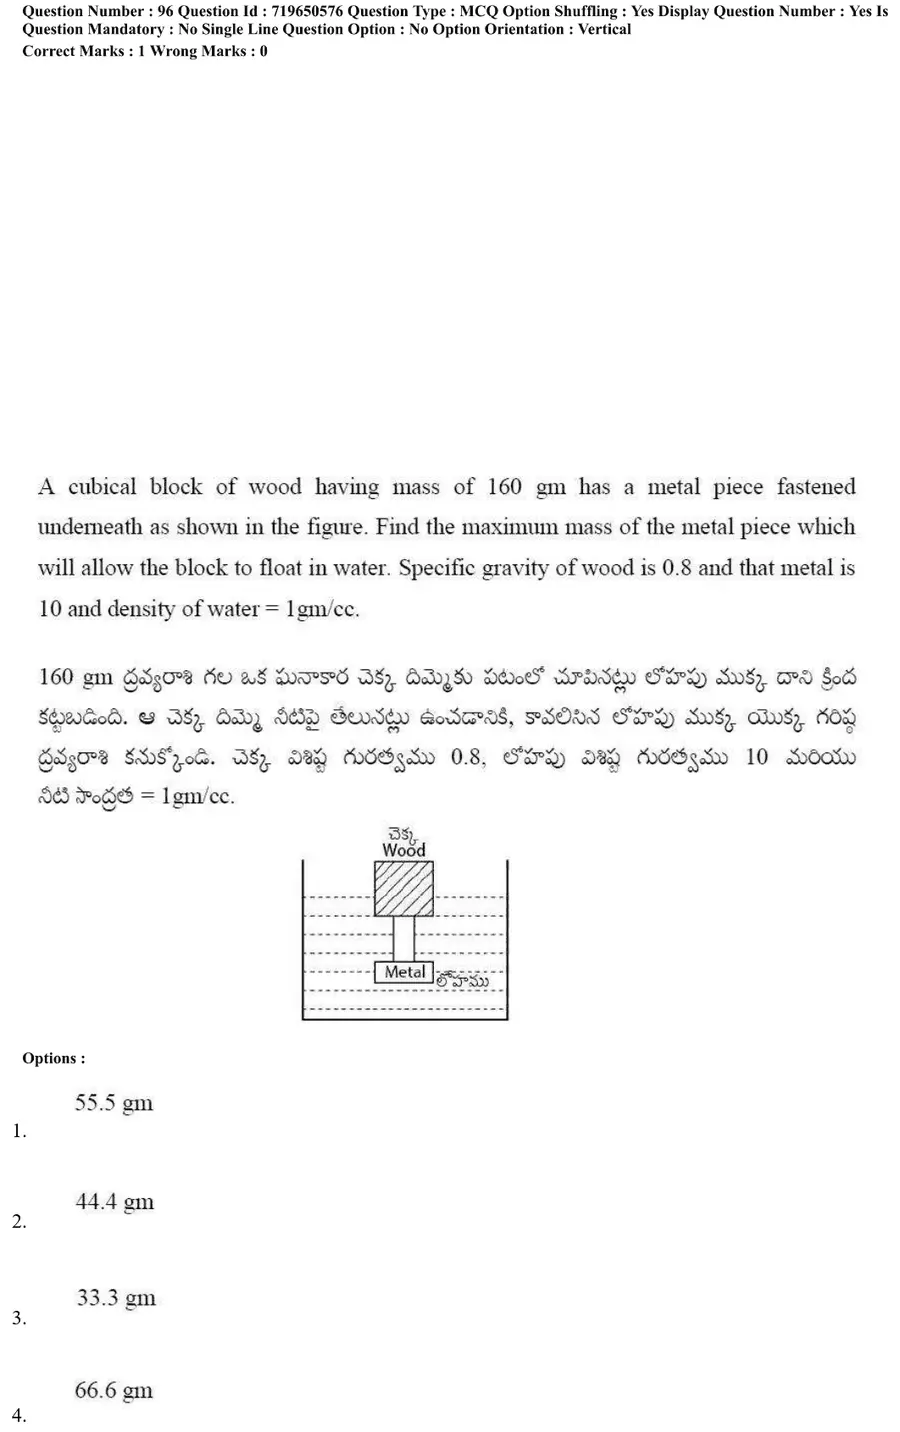 Question Number : 96 Question Id : 719650576 Question Type : MCQ Option Shuffling : Yes Display Question Number : Yes Is
Question Mandatory : No Single Line Question Option : No Option Orientation : Vertical
Correct Marks : 1 Wrong Marks : 0
A cubical block of wood having mass of 160 gm has a metal piece fastened
underneath as shown in the figure. Find the maximum mass of the metal piece which
will allow the block to float in water. Specific gravity of wood is 0.8 and that metal is
10 and density of water = 1gm/cc.
160 gm ద్రవ్యరాశి గల ఒక ఘనాకార చెక్క దిమ్మెకు పటంలో చూపినట్లు లోహపు ముక్క దాని క్రింద
కట్టబడింది. ఆ చెక్క దిమ్మె నీటిపై తేలునట్లు ఉంచడానికి, కావలిసిన లోహపు ముక్క యొక్క గరిష్ఠ
ద్రవ్యరాశి కనుక్కోండి. చెక్క విశిష్ట గురత్వము 0.8, లోహపు విశిష్ట గురత్వము 10 మరియు
నీటి సాంద్రత = 1gm/cc.
చెక్క
Wood
Metal
లోహము
Options :
55.5 gm
1.
44.4 gm
2.
33.3 gm
3.
66.6 gm
4.